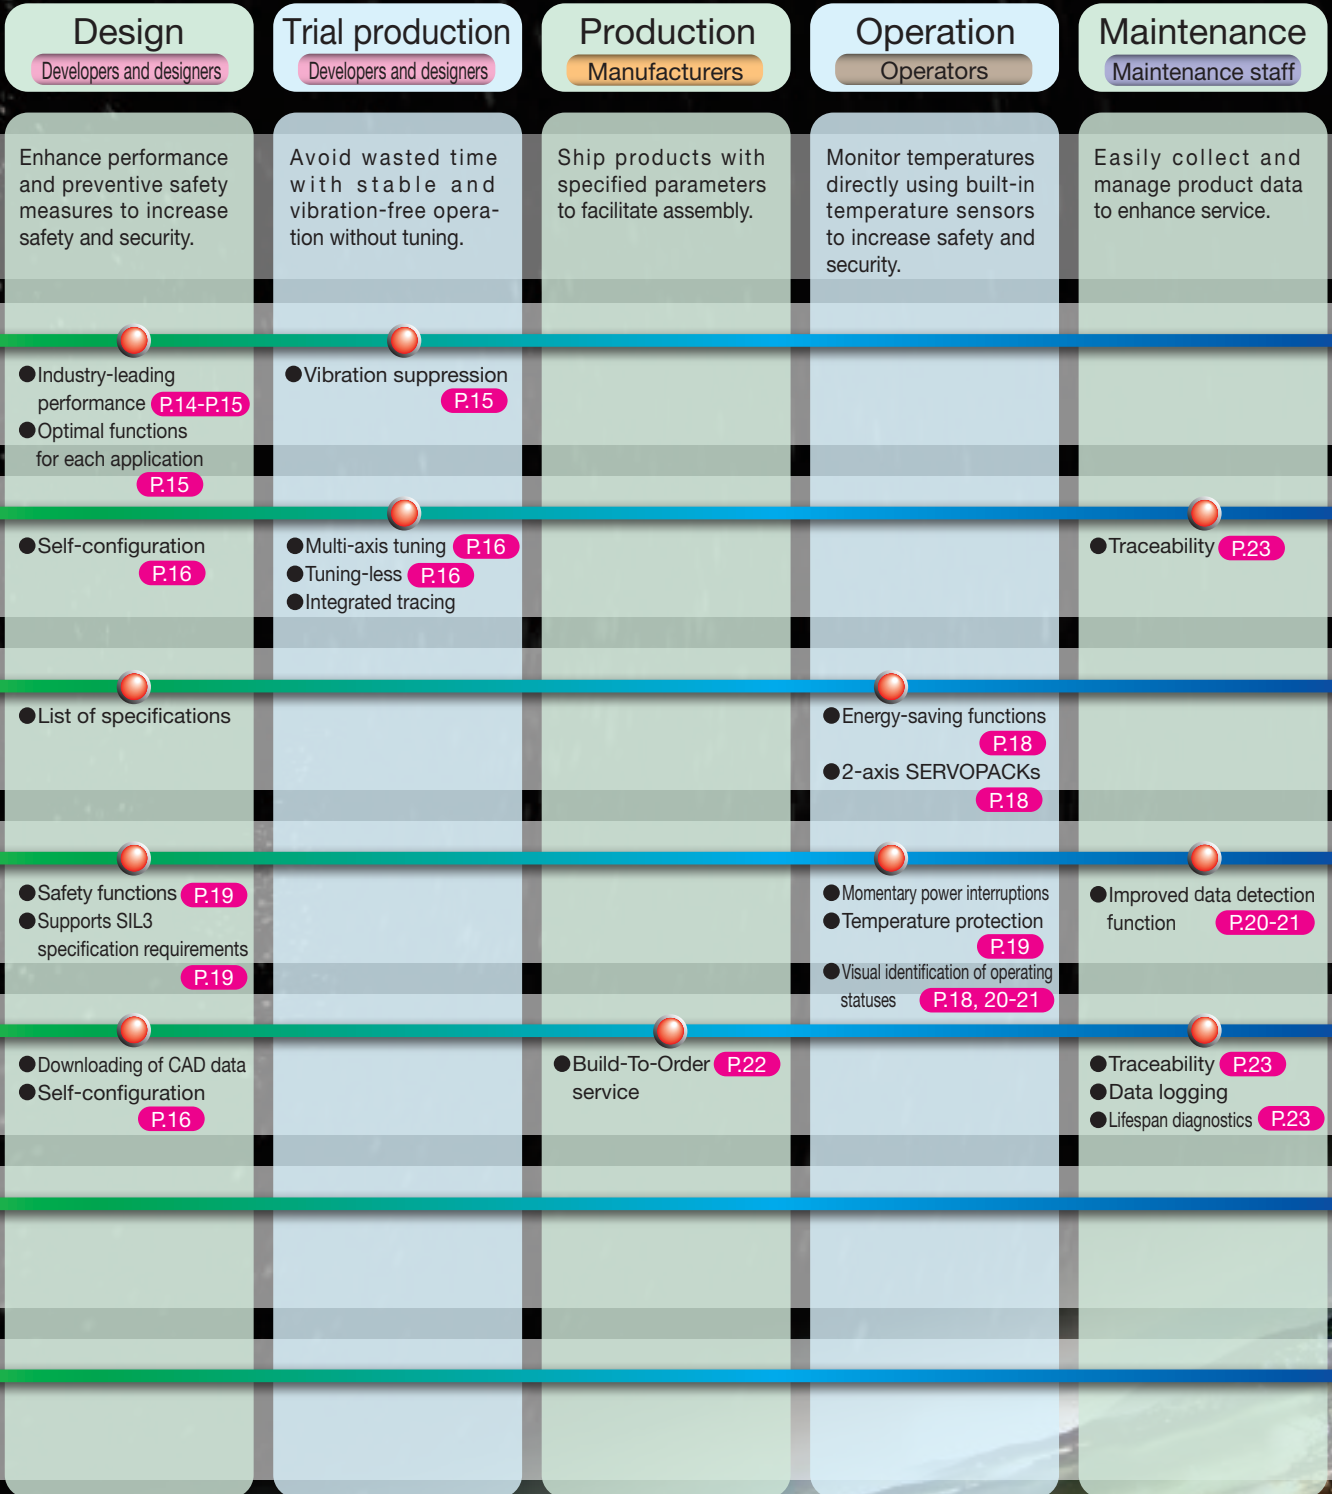 Design
Developers and designers
Trial production
Developers and designers
Production
Manufacturers
Operation
Operators
Maintenance
Maintenance staff
Enhance performance
and preventive safety
measures to increase
safety and security.
Avoid wasted time
with stable and
vibration-free opera-
tion without tuning.
Ship products with
specified parameters
to facilitate assembly.
Monitor temperatures
directly using built-in
temperature sensors
to increase safety and
security.
Easily collect and
manage product data
to enhance service.
●Industry-leading
performance P.14-P.15
●Optimal functions
for each application
P.15
●Vibration suppression
P.15
●Self-configuration
P.16
●Multi-axis tuning P.16
●Tuning-less P.16
●Integrated tracing
●Traceability P.23
●List of specifications
●Energy-saving functions
P.18
●2-axis SERVOPACKs
P.18
●Safety functions P.19
●Supports SIL3
specification requirements
P.19
●Momentary power interruptions
●Temperature protection
P.19
●Visual identification of operating
statuses P.18, 20-21
●Improved data detection
function P.20-21
●Downloading of CAD data
●Self-configuration
P.16
●Build-To-Order P.22
service
●Traceability P.23
●Data logging
●Lifespan diagnostics P.23